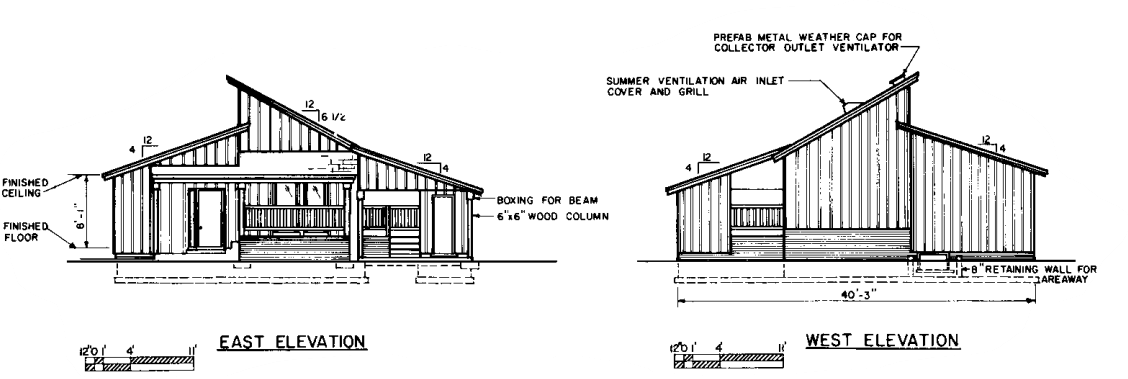 PREFAB METAL WEATHER CAP FOR
COLLECTOR OUTLET VENTILATOR
SUMMER VENTILATION AIR INLET
COVER AND GRILL
12
6 1/2
12
4
12
4
12
4
12
4
FINISHED
CEILING
8'-1"
FINISHED
FLOOR
BOXING FOR BEAM
6"x6" WOOD COLUMN
8" RETAINING WALL FOR
AREAWAY
40'-3"
EAST ELEVATION
WEST ELEVATION
12" 0 1' 4' 11'
12" 0 1' 4' 11'